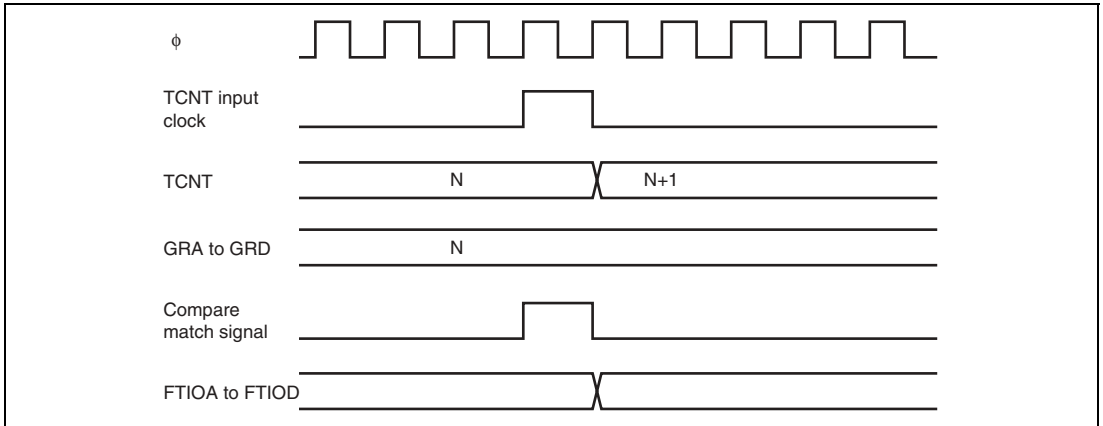 ϕ
TCNT input
clock
TCNT
N
N+1
GRA to GRD
N
Compare
match signal
FTIOA to FTIOD